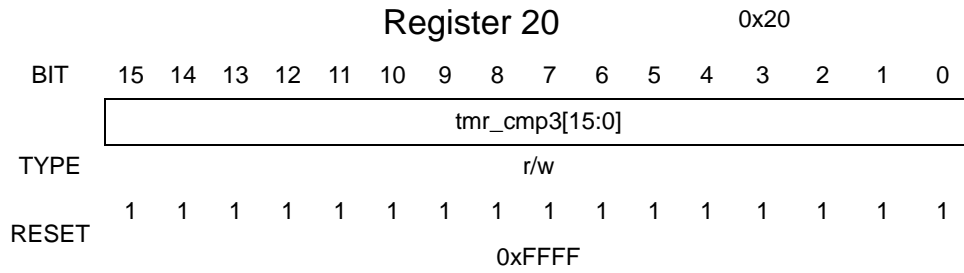 Register 20 0x20
BIT 15 14 13 12 11 10 9 8 7 6 5 4 3 2 1 0
tmr_cmp3[15:0]
TYPE r/w
RESET 1 1 1 1 1 1 1 1 1 1 1 1 1 1 1 1
0xFFFF